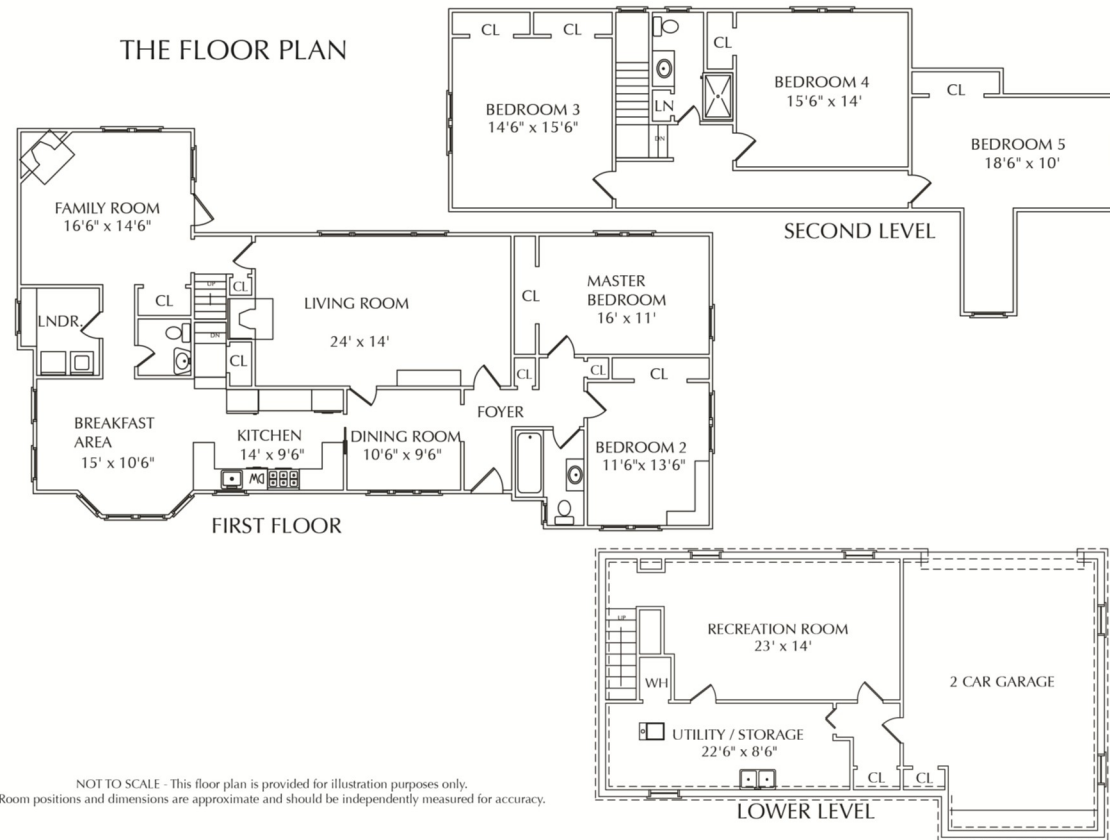 THE FLOOR PLAN
CL
CL
BEDROOM 3
14'6" x 15'6"
LN
DN
CL
BEDROOM 4
15'6" x 14'
CL
BEDROOM 5
18'6" x 10'
SECOND LEVEL
FAMILY ROOM
16'6" x 14'6"
CL
LNDR.
UP
DN
CL
CL
LIVING ROOM
24' x 14'
CL
MASTER
BEDROOM
16' x 11'
CL
CL
CL
BREAKFAST
AREA
15' x 10'6"
KITCHEN
14' x 9'6"
DW
DINING ROOM
10'6" x 9'6"
FOYER
BEDROOM 2
11'6"x 13'6"
FIRST FLOOR
UP
RECREATION ROOM
23' x 14'
WH
2 CAR GARAGE
UTILITY / STORAGE
22'6" x 8'6"
CL
CL
LOWER LEVEL
NOT TO SCALE - This floor plan is provided for illustration purposes only.
Room positions and dimensions are approximate and should be independently measured for accuracy.